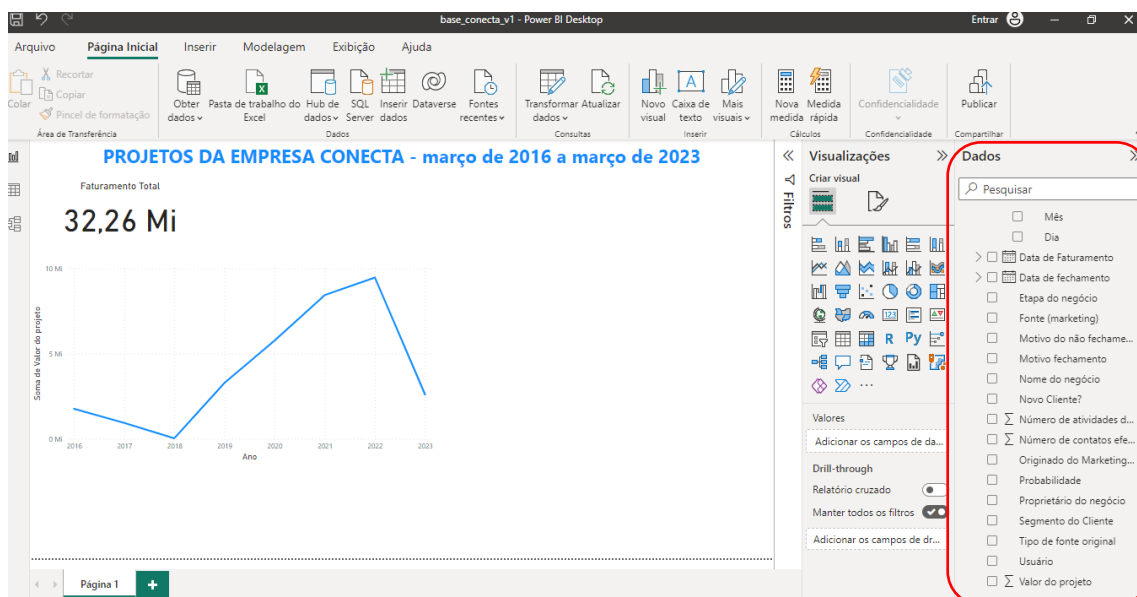 base_conecta_v1 - Power BI Desktop
Entrar
Arquivo
Página Inicial
Inserir
Modelagem
Exibição
Ajuda
Colar
Recortar
Copiar
Pincel de formatação
Área de Transferência
Obter dados
Pasta de trabalho do Excel
Hub de dados
SQL Server
Inserir dados
Dataverse
Fontes recentes
Dados
Transformar dados
Atualizar
Consultas
Novo visual
Caixa de texto
Mais visuais
Inserir
Nova medida
Medida rápida
Cálculos
Confidencialidade
Confidencialidade
Publicar
Compartilhar
PROJETOS DA EMPRESA CONECTA - março de 2016 a março de 2023
Faturamento Total
32,26 Mi
Soma de Valor do projeto
10 Mi
5 Mi
0 Mi
2016 2017 2018 2019 2020 2021 2022 2023
Ano
Página 1
Filtros
Visualizações
Criar visual
123
R Py
Valores
Adicionar os campos de da...
Drill-through
Relatório cruzado
Manter todos os filtros
Adicionar os campos de dr...
Dados
Pesquisar
Mês
Dia
Data de Faturamento
Data de fechamento
Etapa do negócio
Fonte (marketing)
Motivo do não fechame...
Motivo fechamento
Nome do negócio
Novo Cliente?
∑ Número de atividades d...
∑ Número de contatos efe...
Originado do Marketing...
Probabilidade
Proprietário do negócio
Segmento do Cliente
Tipo de fonte original
Usuário
∑ Valor do projeto